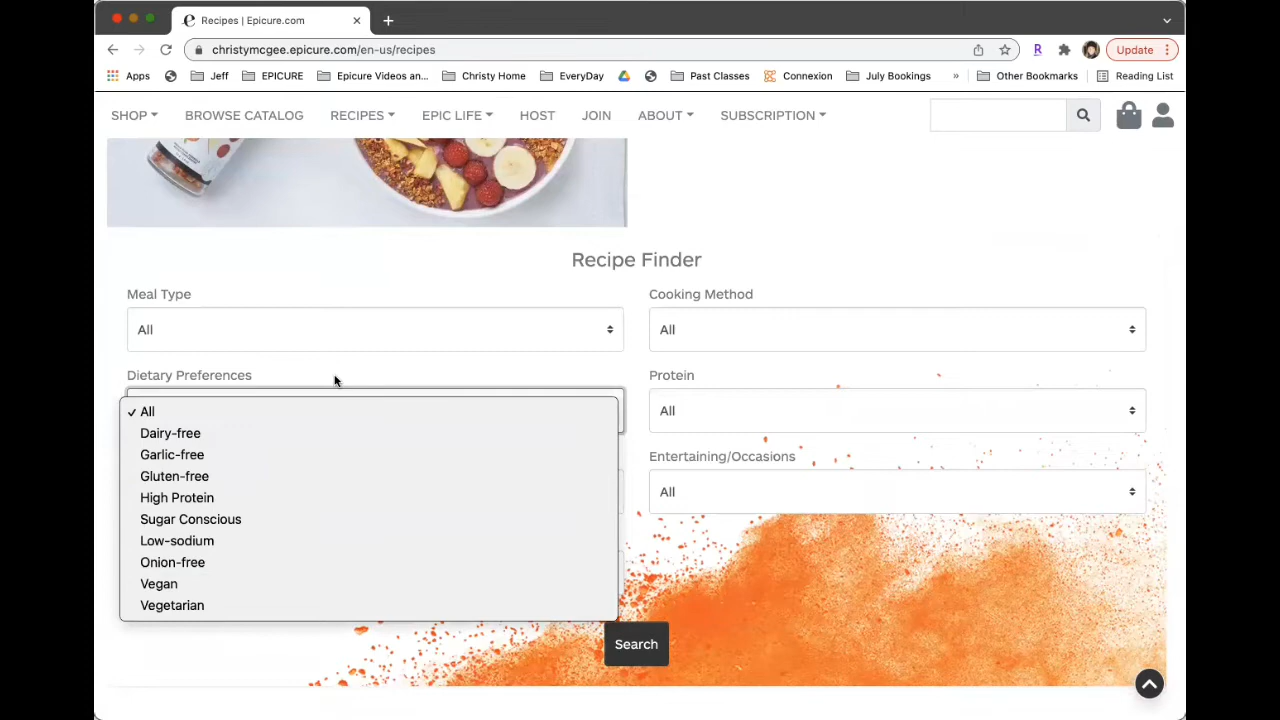 Recipes | Epicure.com
christymcgee.epicure.com/en-us/recipes
Update
Apps Jeff EPICURE Epicure Videos an... Christy Home EveryDay Past Classes Connexion July Bookings » Other Bookmarks Reading List
SHOP BROWSE CATALOG RECIPES EPIC LIFE HOST JOIN ABOUT SUBSCRIPTION
Recipe Finder
Meal Type
All
Cooking Method
All
Dietary Preferences
All
Dairy-free
Garlic-free
Gluten-free
High Protein
Sugar Conscious
Low-sodium
Onion-free
Vegan
Vegetarian
Protein
All
Entertaining/Occasions
All
Search